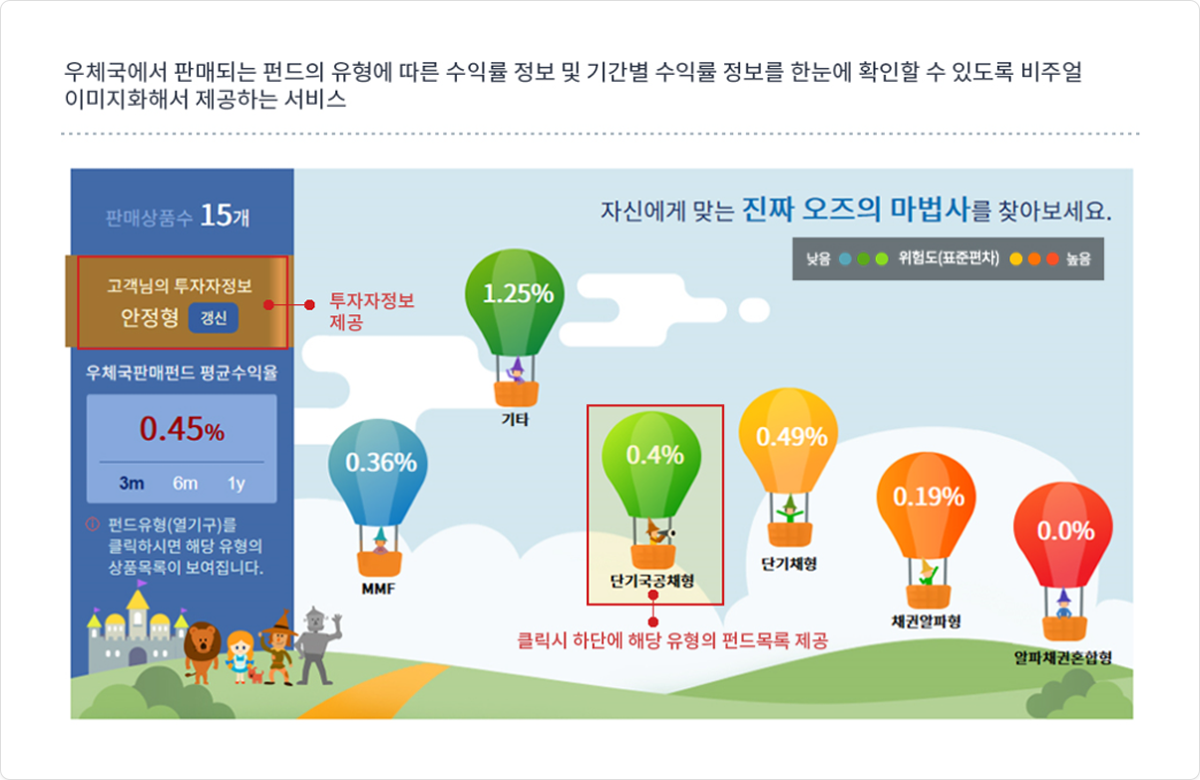 우체국에서 판매되는 펀드의 유형에 따른 수익률 정보 및 기간별 수익률 정보를 한눈에 확인할 수 있도록 비주얼
이미지화해서 제공하는 서비스
판매상품수 15개
고객님의 투자자정보
안정형 갱신
투자자정보
제공
우체국판매펀드 평균수익율
0.45%
3m 6m 1y
펀드유형(열기구)를
클릭하시면 해당 유형의
상품목록이 보여집니다.
자신에게 맞는 진짜 오즈의 마법사를 찾아보세요.
낮음 위험도(표준편차) 높음
1.25%
기타
0.36%
MMF
0.4%
단기국공채형
클릭시 하단에 해당 유형의 펀드목록 제공
0.49%
단기채형
0.19%
채권알파형
0.0%
알파채권혼합형